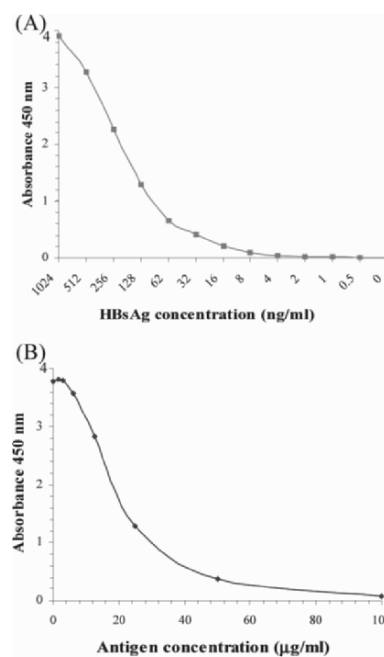 (A)
4
3
2
1
0
Absorbance 450 nm
1024 512 256 128 62 32 16 8 4 2 1 0.5 0
HBsAg concentration (ng/ml)
(B)
4
3
2
1
0
Absorbance 450 nm
0 20 40 60 80 10
Antigen concentration (µg/ml)